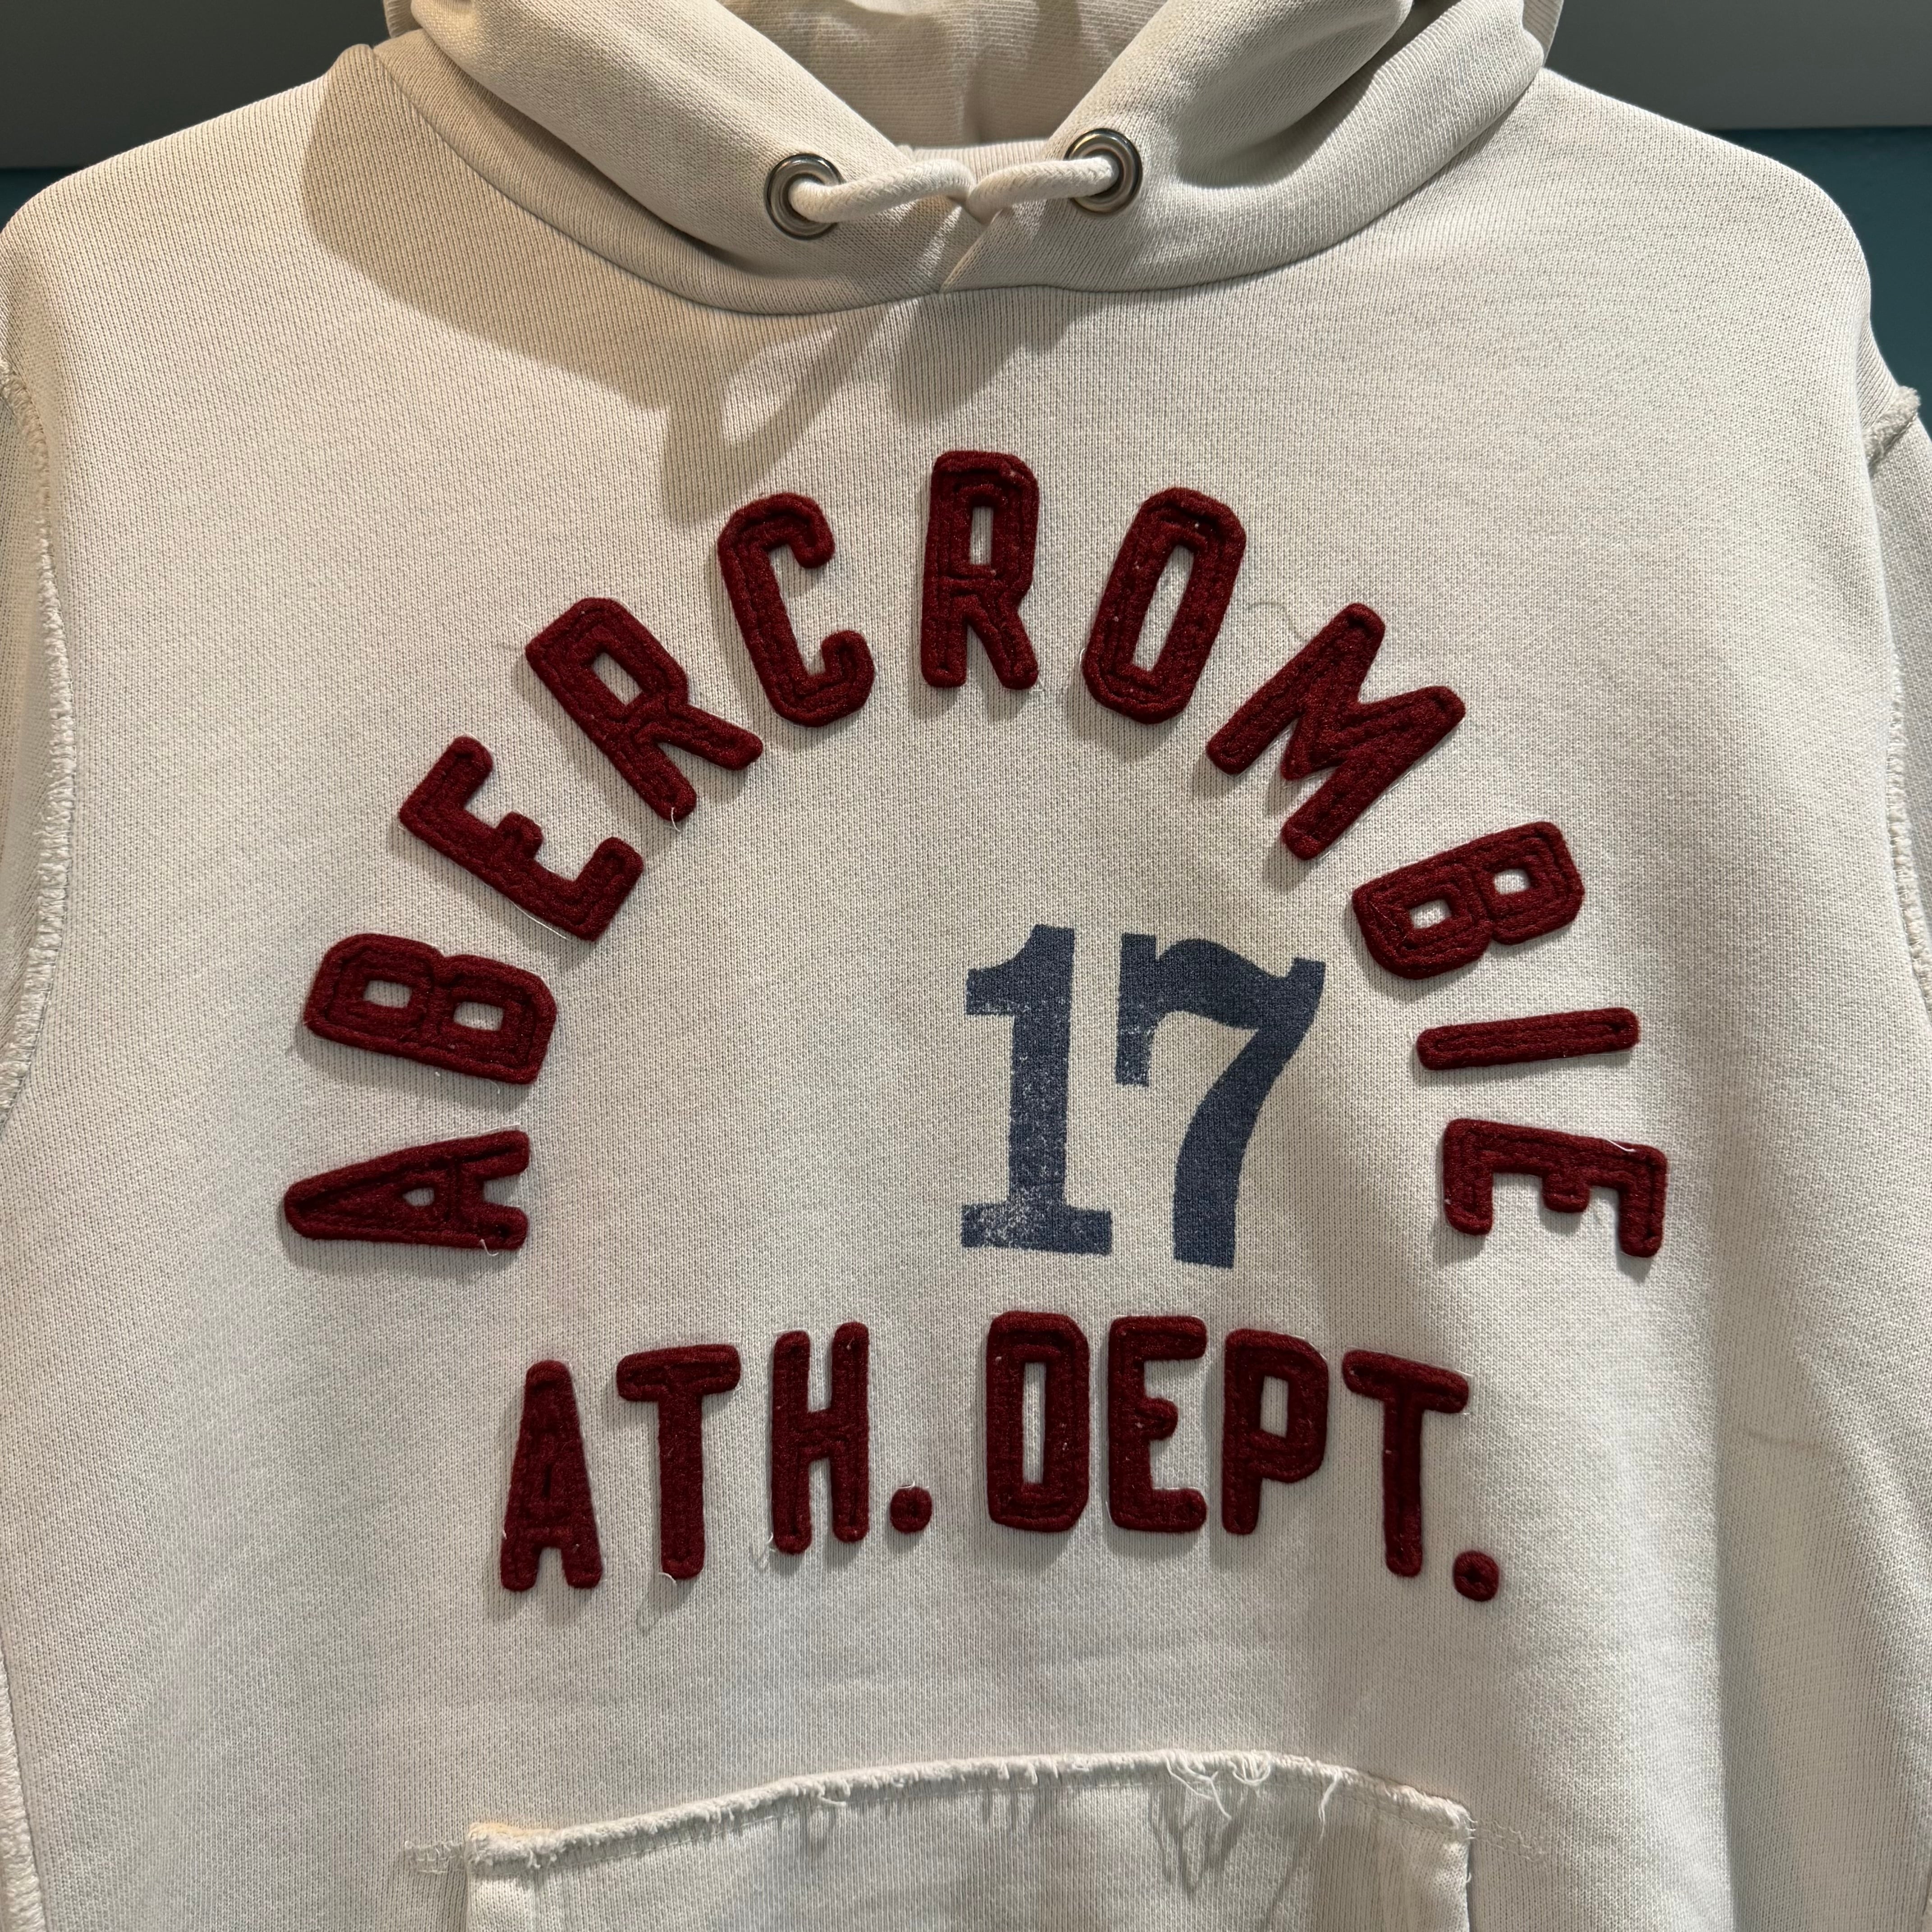 ABERCROMBIE
17
ATH. DEPT.